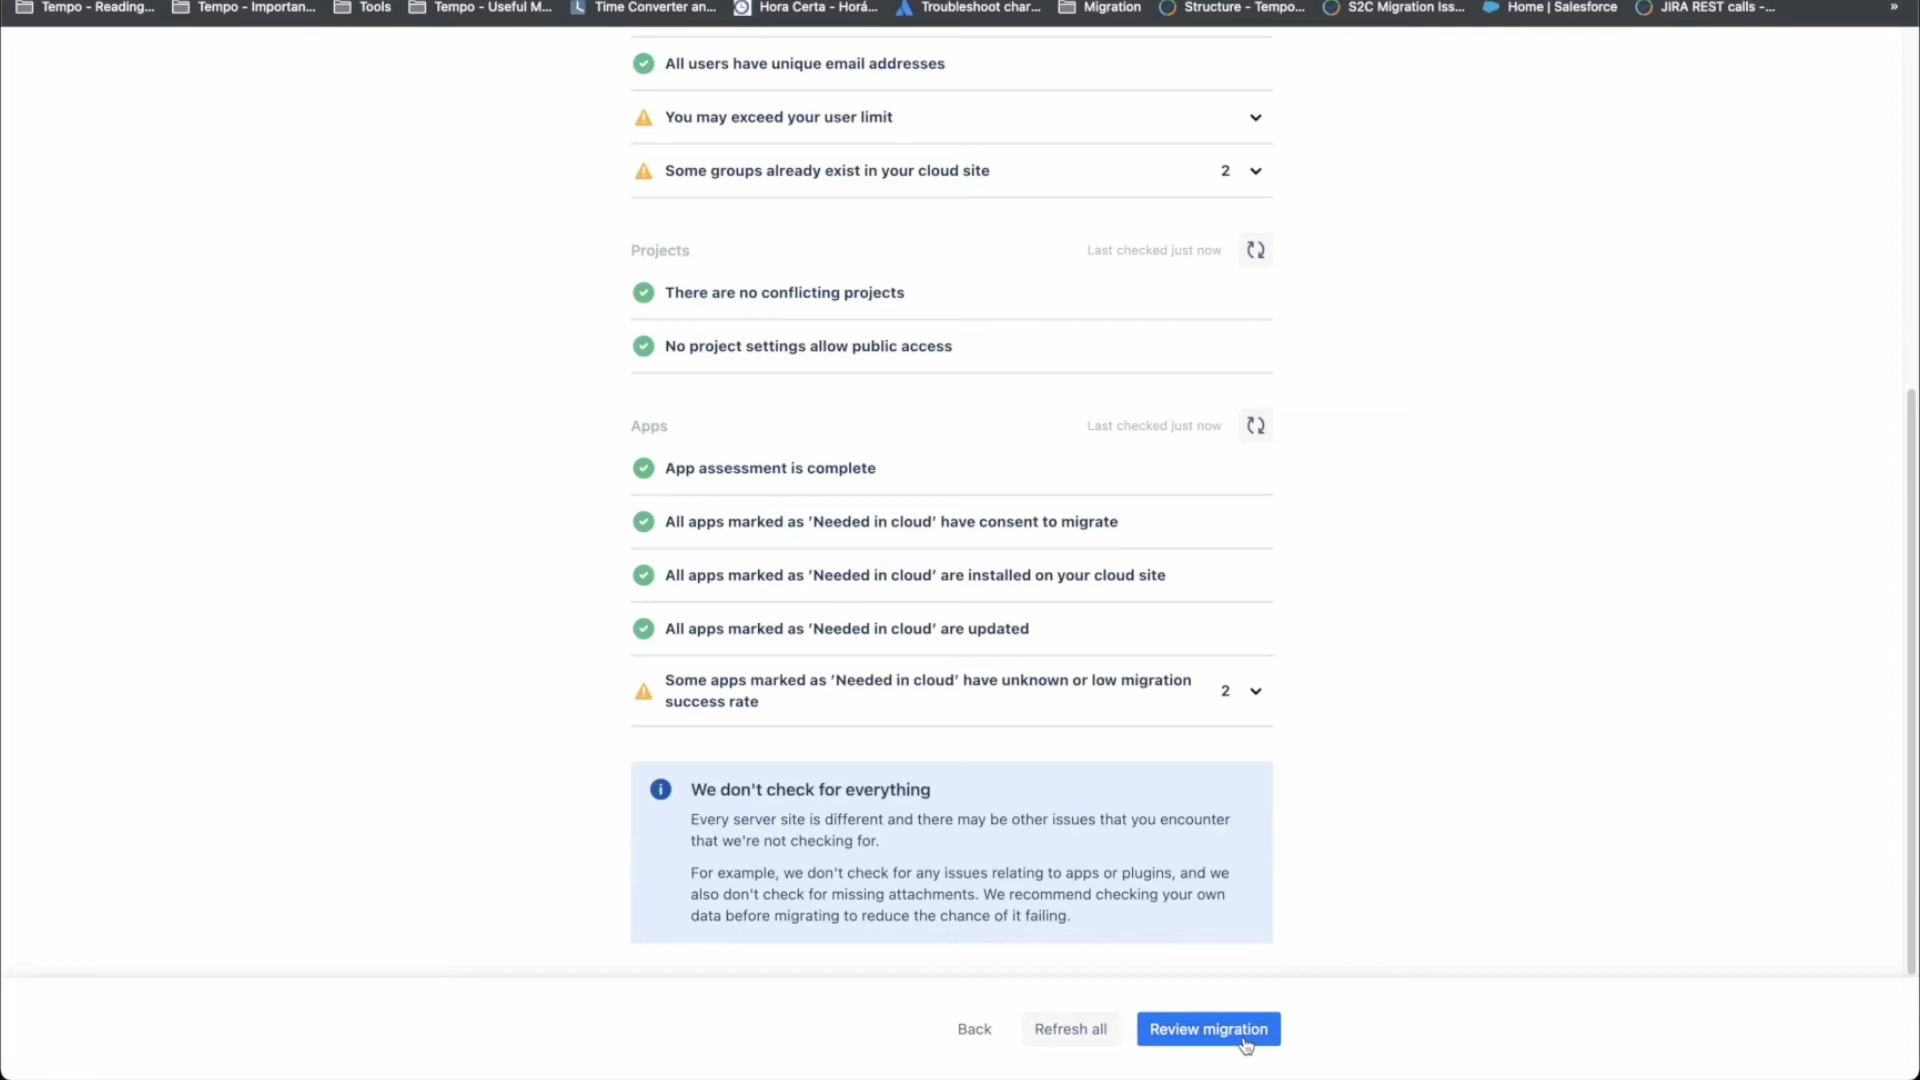 Tempo - Reading...
Tempo - Importan...
Tools
Tempo - Useful M...
Time Converter an...
Hora Certa - Horá...
Troubleshoot char...
Migration
Structure - Tempo...
S2C Migration Iss...
Home | Salesforce
JIRA REST calls -...
»
All users have unique email addresses
You may exceed your user limit
Some groups already exist in your cloud site 2
Projects Last checked just now
There are no conflicting projects
No project settings allow public access
Apps Last checked just now
App assessment is complete
All apps marked as ‘Needed in cloud’ have consent to migrate
All apps marked as ‘Needed in cloud’ are installed on your cloud site
All apps marked as ‘Needed in cloud’ are updated
Some apps marked as ‘Needed in cloud’ have unknown or low migration 2
success rate
We don't check for everything
Every server site is different and there may be other issues that you encounter
that we're not checking for.
For example, we don't check for any issues relating to apps or plugins, and we
also don't check for missing attachments. We recommend checking your own
data before migrating to reduce the chance of it failing.
Back Refresh all Review migration